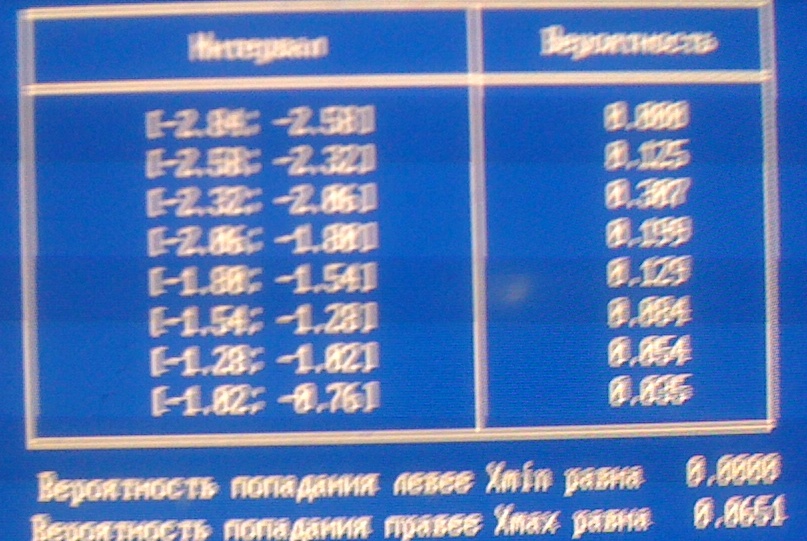 Интервал Вероятность
[-2.84; -2.58] 0.000
[-2.58; -2.32] 0.125
[-2.32; -2.06] 0.307
[-2.06; -1.80] 0.199
[-1.80; -1.54] 0.129
[-1.54; -1.28] 0.084
[-1.28; -1.02] 0.054
[-1.02; -0.76] 0.035
Вероятность попадания левее Xmin равна 0.0000
Вероятность попадания правее Xmax равна 0.0651